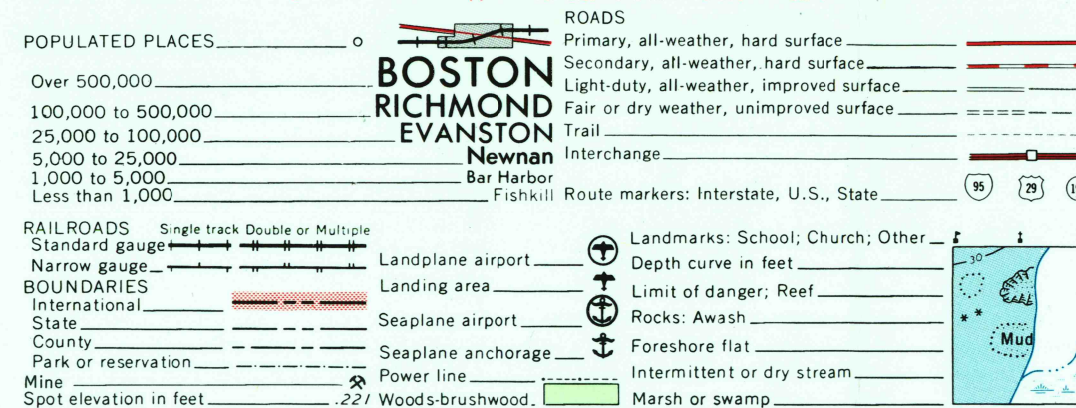 POPULATED PLACES
Over 500,000 BOSTON
100,000 to 500,000 RICHMOND
25,000 to 100,000 EVANSTON
5,000 to 25,000 Newnan
1,000 to 5,000 Bar Harbor
Less than 1,000 Fishkill
ROADS
Primary, all-weather, hard surface
Secondary, all-weather, hard surface
Light-duty, all-weather, improved surface
Fair or dry weather, unimproved surface
Trail
Interchange
Route markers: Interstate, U.S., State 95 29
RAILROADS Single track Double or Multiple
Standard gauge
Narrow gauge
BOUNDARIES
International
State
County
Park or reservation
Mine
Spot elevation in feet .221
Landplane airport
Landing area
Seaplane airport
Seaplane anchorage
Power line
Woods-brushwood
Landmarks: School; Church; Other
Depth curve in feet 30
Limit of danger; Reef
Rocks: Awash
Foreshore flat Mud
Intermittent or dry stream
Marsh or swamp